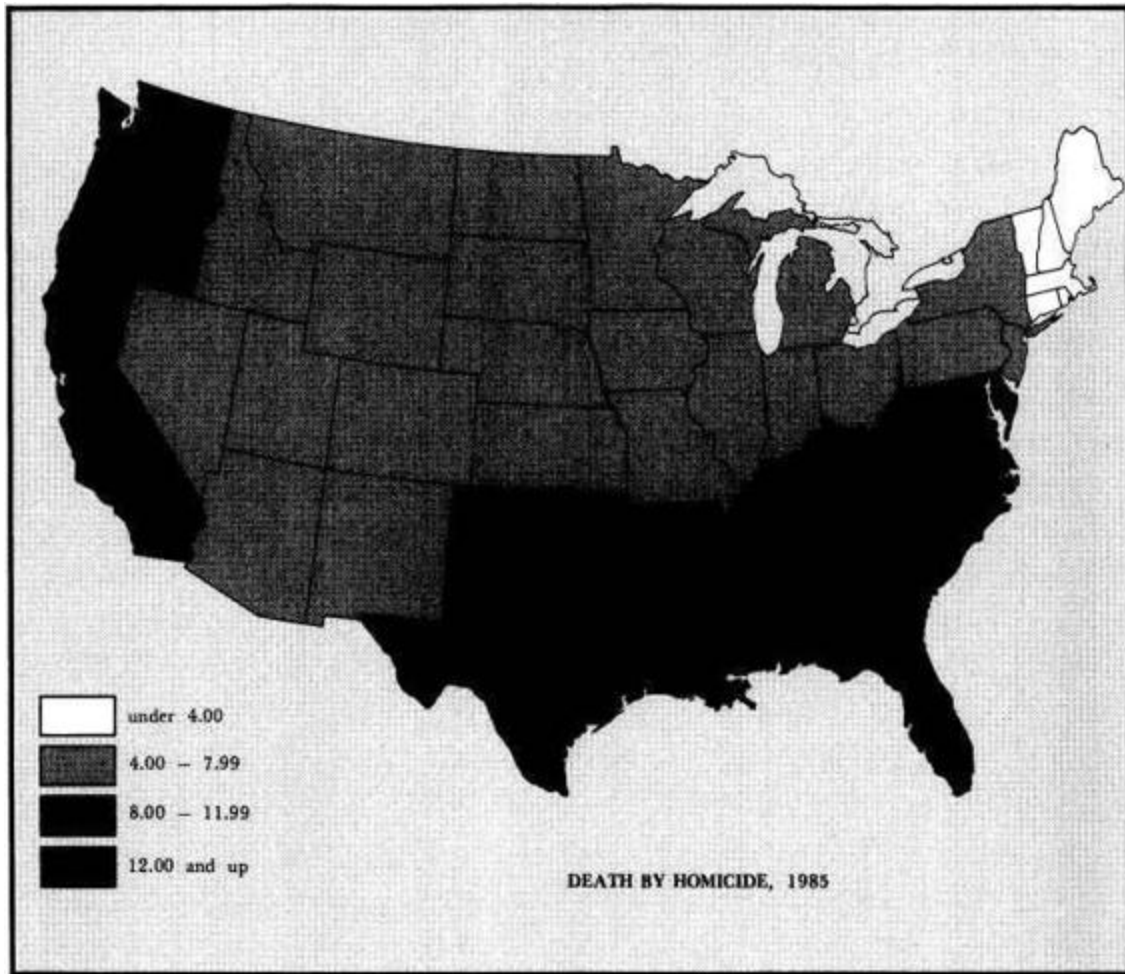 under 4.00
4.00 – 7.99
8.00 – 11.99
12.00 and up
DEATH BY HOMICIDE, 1985